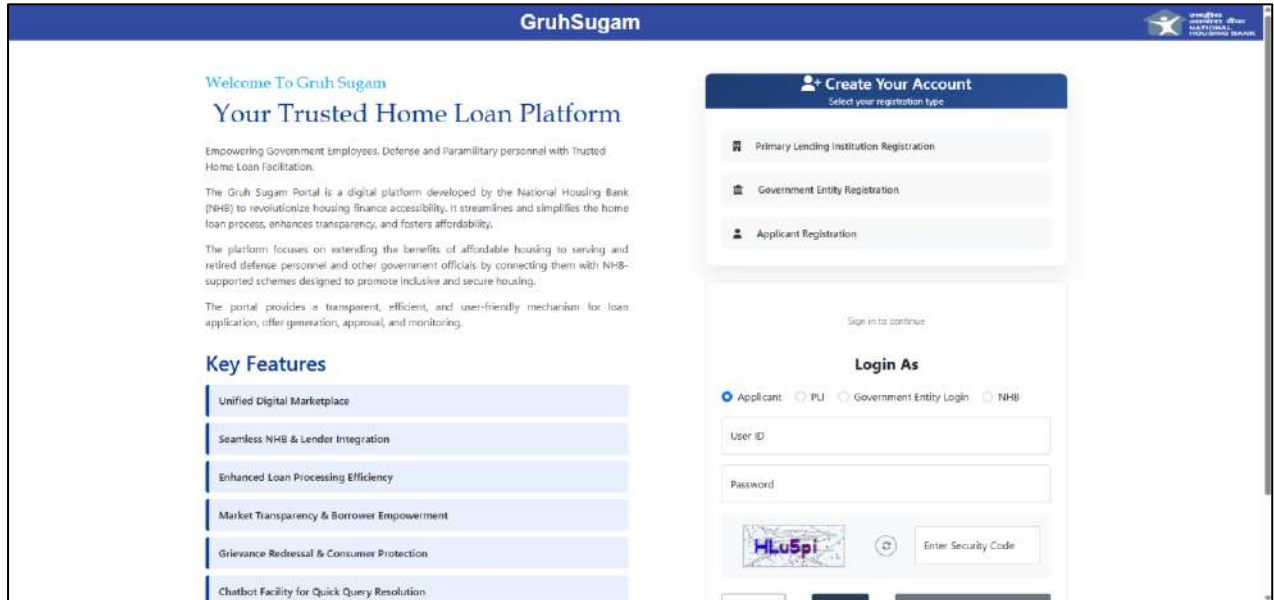 GruhSugam
NATIONAL
HOUSING BANK
Welcome To Gruh Sugam
Your Trusted Home Loan Platform
Empowering Government Employees, Defense and Paramilitary personnel with Trusted
Home Loan Facilitation.
The Gruh Sugam Portal is a digital platform developed by the National Housing Bank
(NHB) to revolutionize housing finance accessibility. It streamlines and simplifies the home
loan process, enhances transparency, and fosters affordability.
The platform focuses on extending the benefits of affordable housing to serving and
retired defense personnel and other government officials by connecting them with NHB-
supported schemes designed to promote inclusive and secure housing.
The portal provides a transparent, efficient, and user-friendly mechanism for loan
application, offer generation, approval, and monitoring.
Key Features
Unified Digital Marketplace
Seamless NHB & Lender Integration
Enhanced Loan Processing Efficiency
Market Transparency & Borrower Empowerment
Grievance Redressal & Consumer Protection
Chatbot Facility for Quick Query Resolution
Create Your Account
Select your registration type
Primary Lending Institution Registration
Government Entity Registration
Applicant Registration
Sign in to continue
Login As
Applicant PLI Government Entity Login NHB
User ID
Password
HLu5pi Enter Security Code